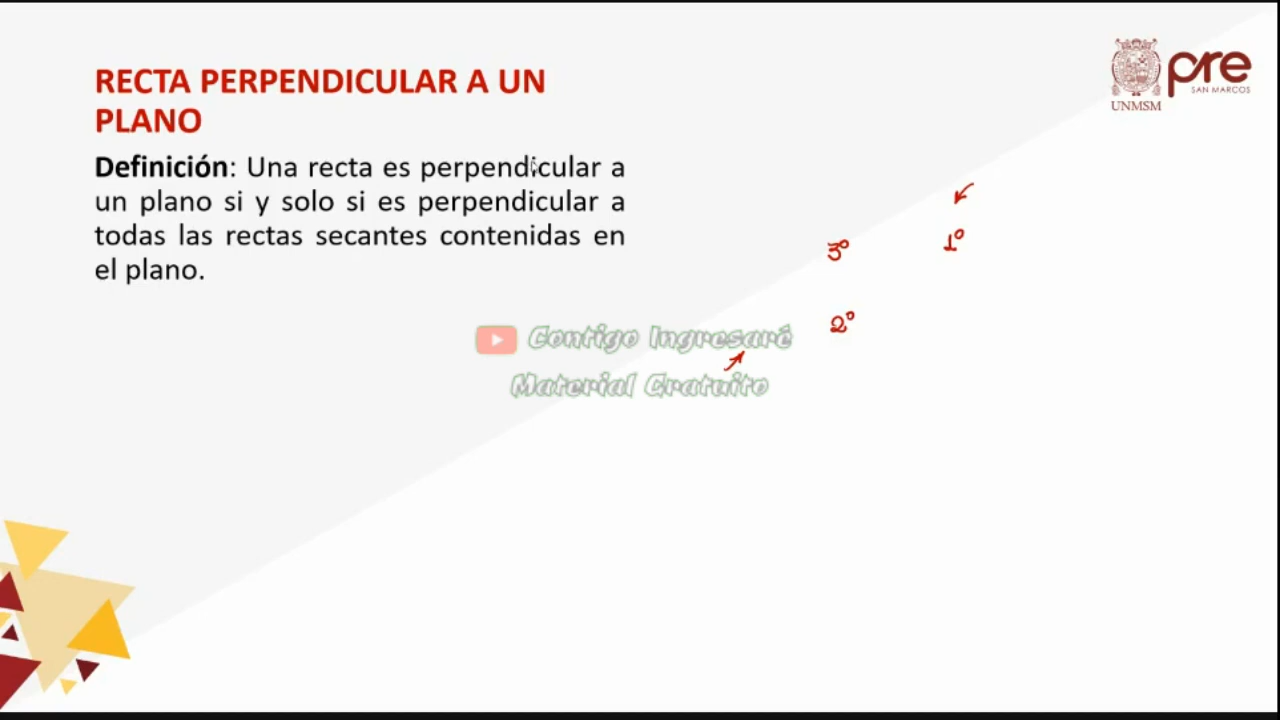 RECTA PERPENDICULAR A UN
PLANO
Definición: Una recta es perpendicular a
un plano si y solo si es perpendicular a
todas las rectas secantes contenidas en
el plano.
UNMSM
pre
SAN MARCOS
3°
1°
2°
Contigo Ingresaré
Material Gratuito